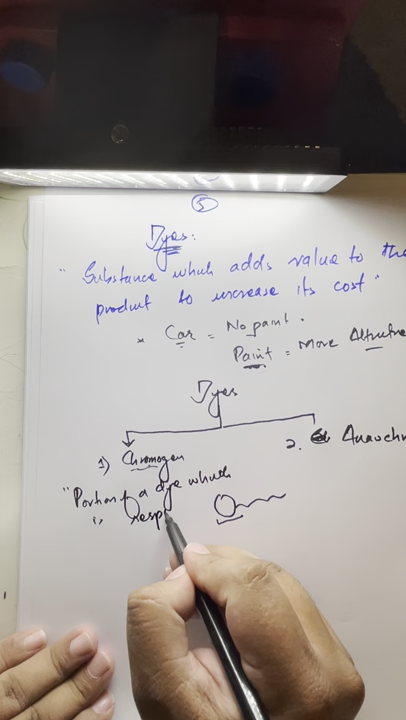 5
Dyes:
"Substance which adds value to the
product to increase its cost"
* Car = No paint.
Paint = More Attractive
Dyes
1) Chromogen
2. Auxochr
"Portion of a dye which
is resp